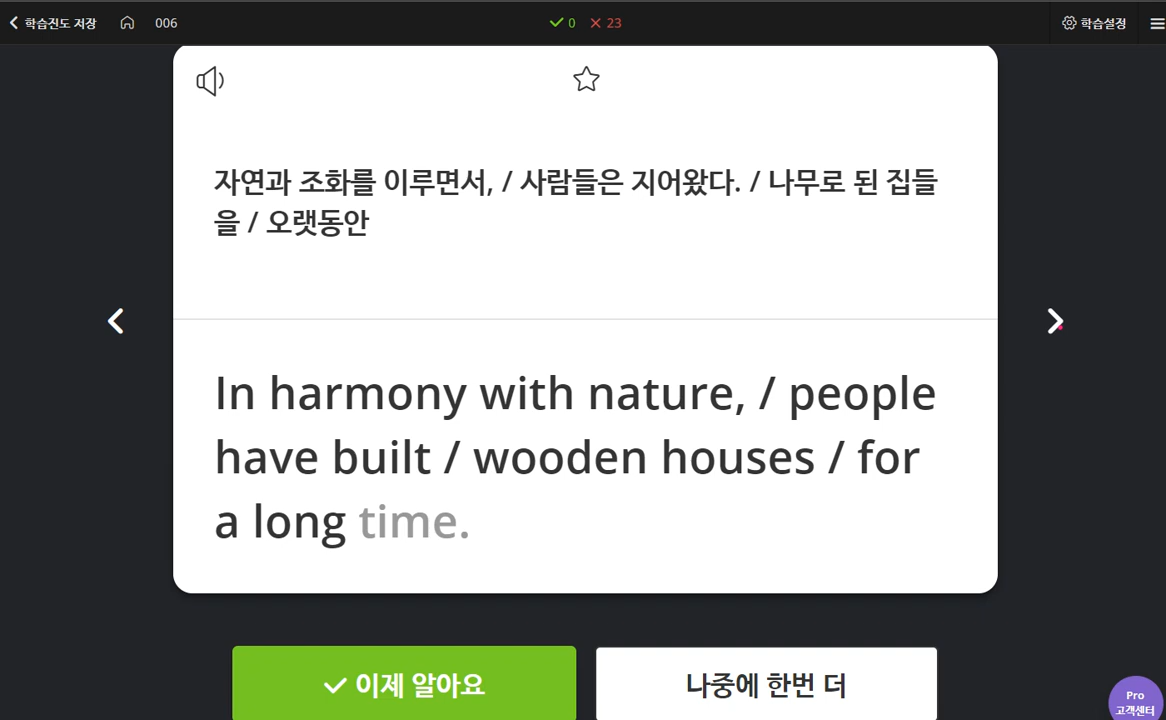 학습진도 저장 006 0 23 학습설정
자연과 조화를 이루면서, / 사람들은 지어왔다. / 나무로 된 집들
을 / 오랫동안
In harmony with nature, / people
have built / wooden houses / for
a long time.
이제 알아요 나중에 한번 더
Pro
고객센터